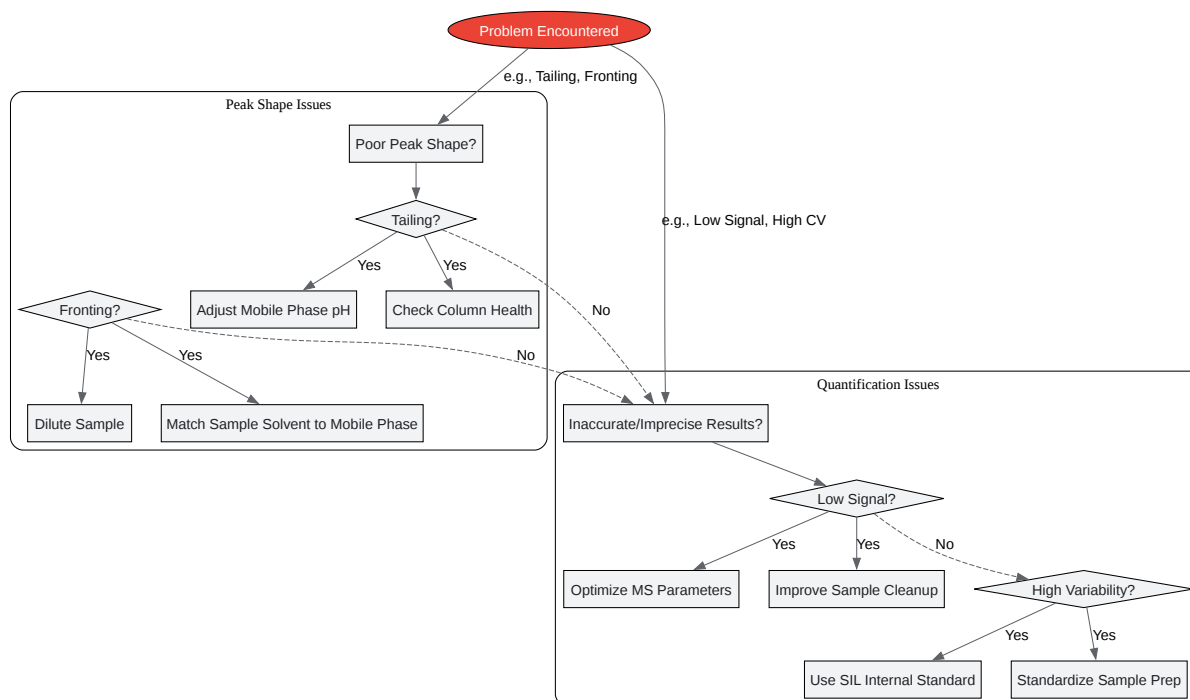 Problem Encountered
e.g., Tailing, Fronting
Peak Shape Issues
Poor Peak Shape?
Tailing?
e.g., Low Signal, High CV
Yes
Yes
Fronting?
Adjust Mobile Phase pH
Check Column Health
No
Yes
Yes
No
Quantification Issues
Dilute Sample
Match Sample Solvent to Mobile Phase
Inaccurate/Imprecise Results?
Low Signal?
Yes
Yes
No
Optimize MS Parameters
Improve Sample Cleanup
High Variability?
Yes
Yes
Use SIL Internal Standard
Standardize Sample Prep